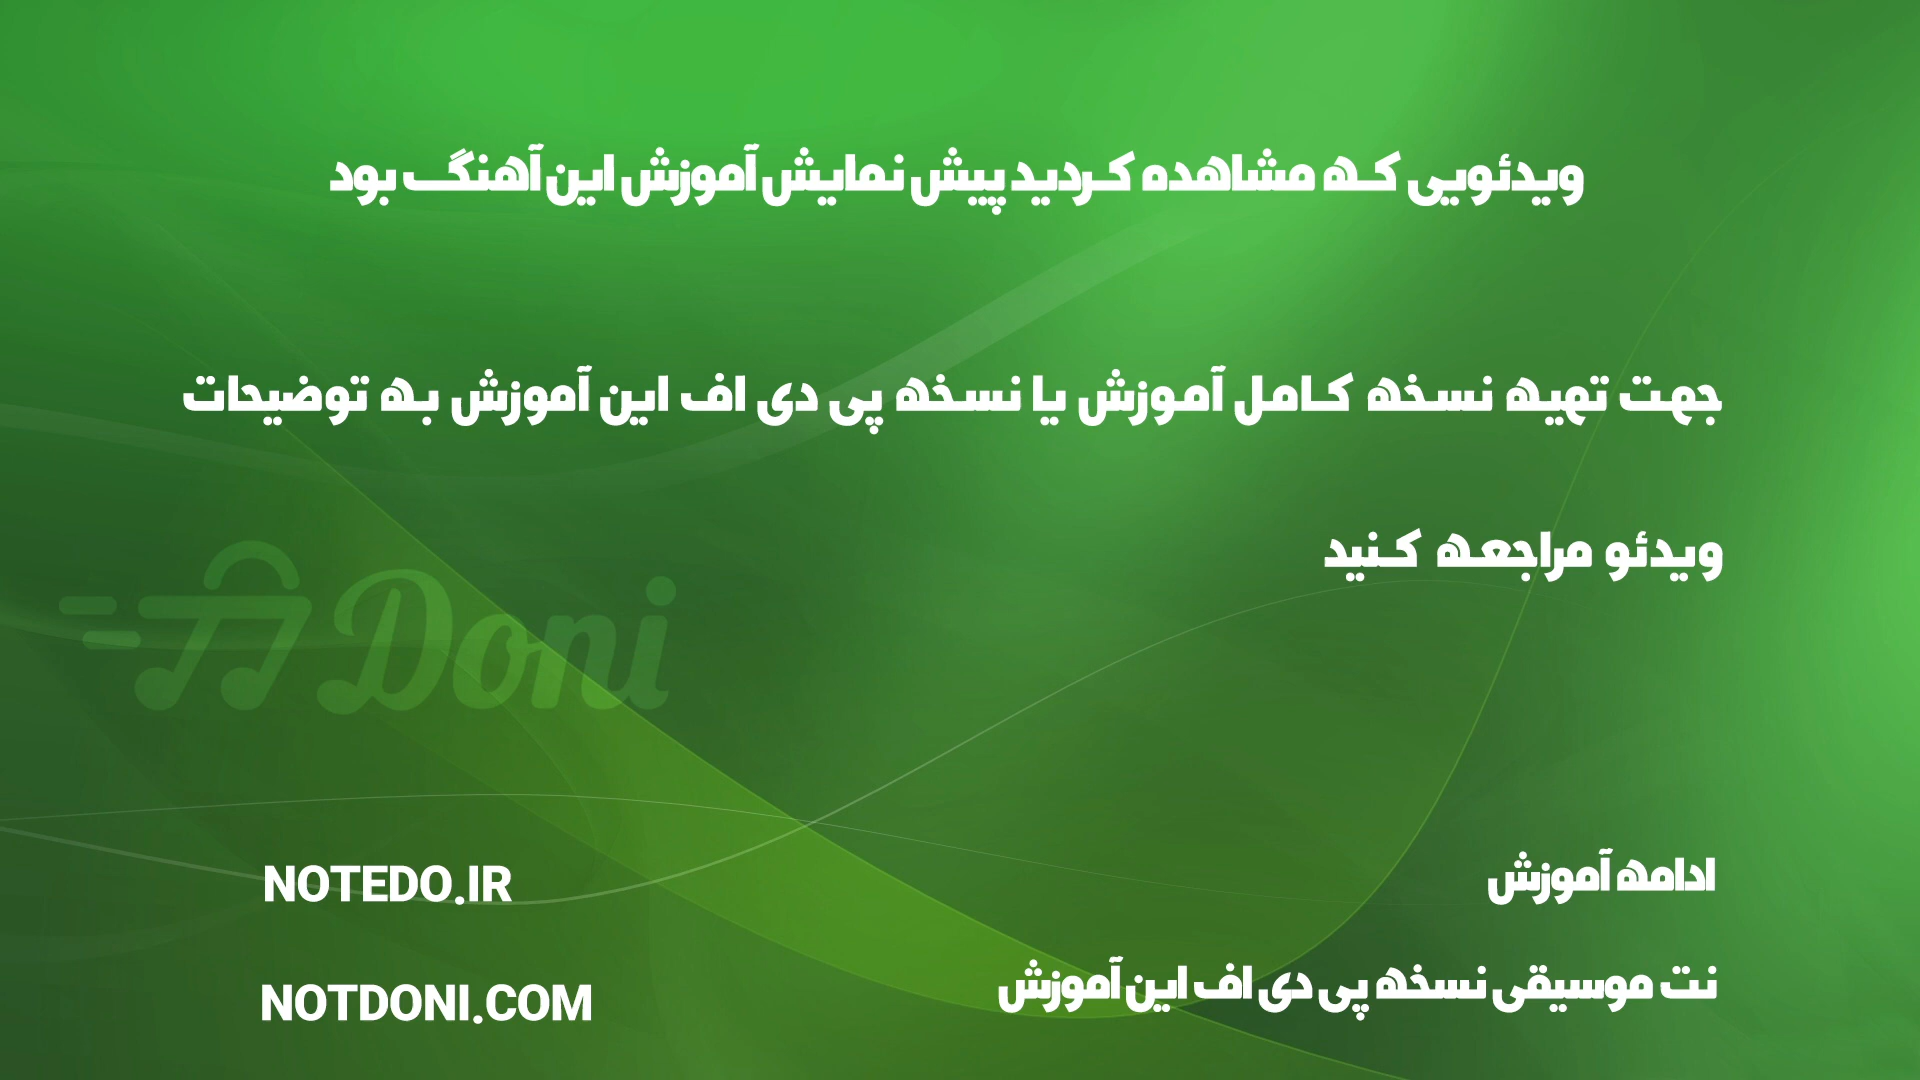 ویدئویی که مشاهده کردید پیش نمایش آموزش این آهنگ بود
جهت تهیه نسخه کامل آموزش یا نسخه پی دی اف این آموزش به توضیحات
ویدئو مراجعه کنید
Doni
ادامه آموزش
NOTEDO.IR
نت موسیقی نسخه پی دی اف این آموزش
NOTDONI.COM